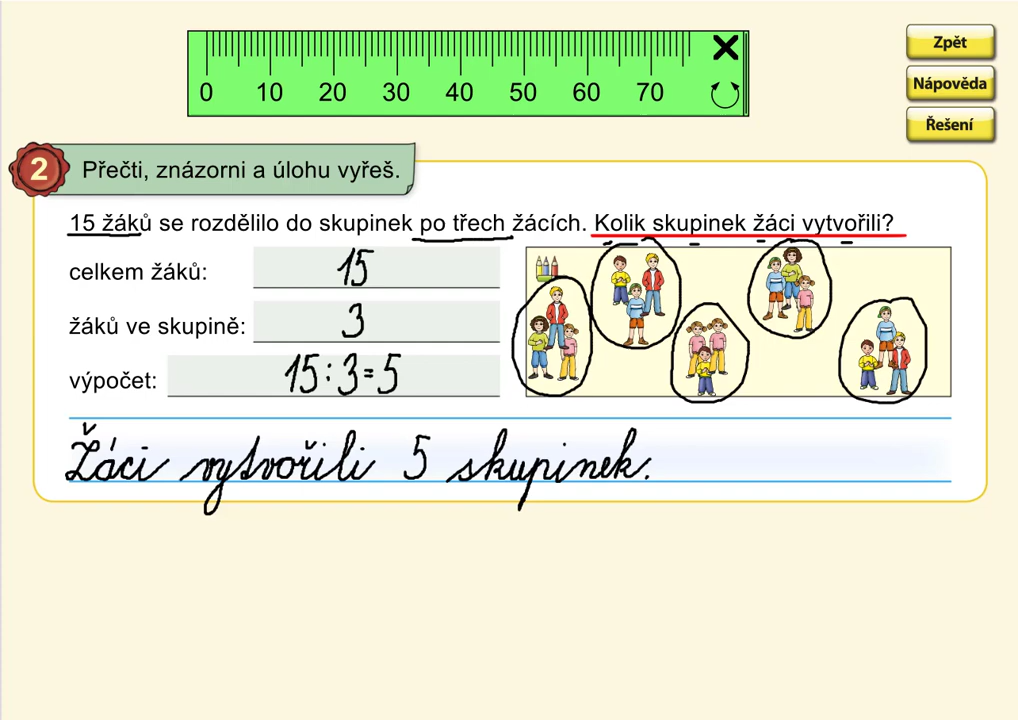 0 10 20 30 40 50 60 70
Zpět
Nápověda
Řešení
2 Přečti, znázorni a úlohu vyřeš.
15 žáků se rozdělilo do skupinek po třech žácích. Kolik skupinek žáci vytvořili?
celkem žáků: 15
žáků ve skupině: 3
výpočet: 15:3=5
Žáci vytvořili 5 skupinek.